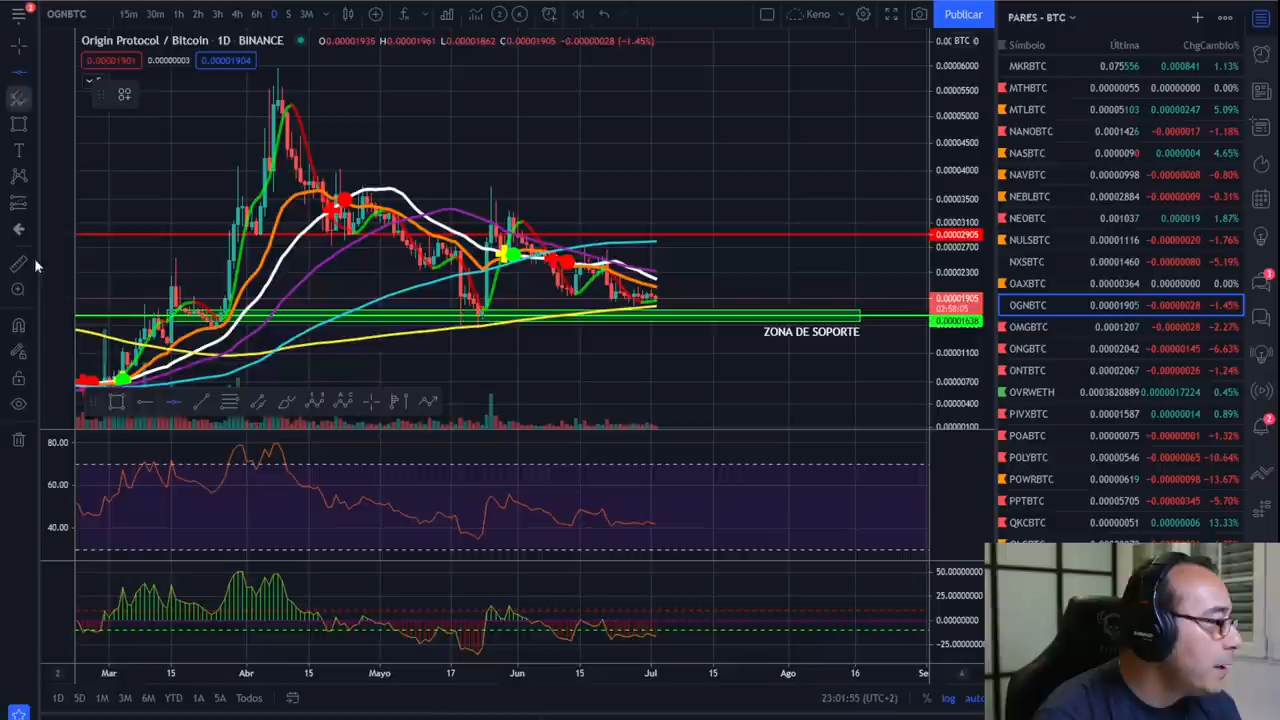 2
OGNBTC
15m 30m 1h 2h 3h 4h 6h D S 3M
Keno
Publicar
PARES - BTC
Origin Protocol / Bitcoin · 1D · BINANCE
O0.00001935 H0.00001961 L0.00001862 C0.00001905 −0.00000028 (−1.45%)
BTC
0.00001901 0.00000003 0.00001904
0.00006000
0.00005500
0.00005000
0.00004500
0.00004000
0.00003500
0.00003100
0.00002905
0.00002700
0.00002300
0.00001905
02:58:05
0.00001638
0.00001100
0.00000700
0.00000400
0.00000100
ZONA DE SOPORTE
80.00
60.00
40.00
50.00000000
25.00000000
0.00000000
−25.00000000
Mar 15 Abr 15 Mayo 17 Jun 15 Jul 15 Ago 16 Se
Z
A
1D 5D 1M 3M 6M YTD 1A 5A Todos
23:01:55 (UTC+2)
% log auto
Símbolo Última Chg Cambio%
MKRBTC 0.075556 0.000841 1.13%
MTHBTC 0.00000055 0.00000000 0.00%
MTLBTC 0.00005103 0.00000247 5.09%
NANOBTC 0.0001426 −0.0000017 −1.18%
NASBTC 0.0000090 0.0000004 4.65%
NAVBTC 0.00000998 −0.00000008 −0.80%
NEBLBTC 0.00002884 −0.00000009 −0.31%
NEOBTC 0.001037 0.000019 1.87%
NULSBTC 0.00001116 −0.00000020 −1.76%
NXSBTC 0.00001460 −0.00000080 −5.19%
OAXBTC 0.00000364 0.00000000 0.00%
OGNBTC 0.00001905 −0.00000028 −1.45%
OMGBTC 0.0001207 −0.0000028 −2.27%
ONGBTC 0.00002042 −0.00000145 −6.63%
ONTBTC 0.00002067 −0.00000026 −1.24%
OVRWETH 0.0003820889 0.0000017224 0.45%
PIVXBTC 0.00001587 0.00000014 0.89%
POABTC 0.00000075 −0.00000001 −1.32%
POLYBTC 0.00000546 −0.00000065 −10.64%
POWRBTC 0.00000619 −0.00000098 −13.67%
PPTBTC 0.00005705 −0.00000345 −5.70%
QKCBTC 0.00000051 0.00000006 13.33%
3
2